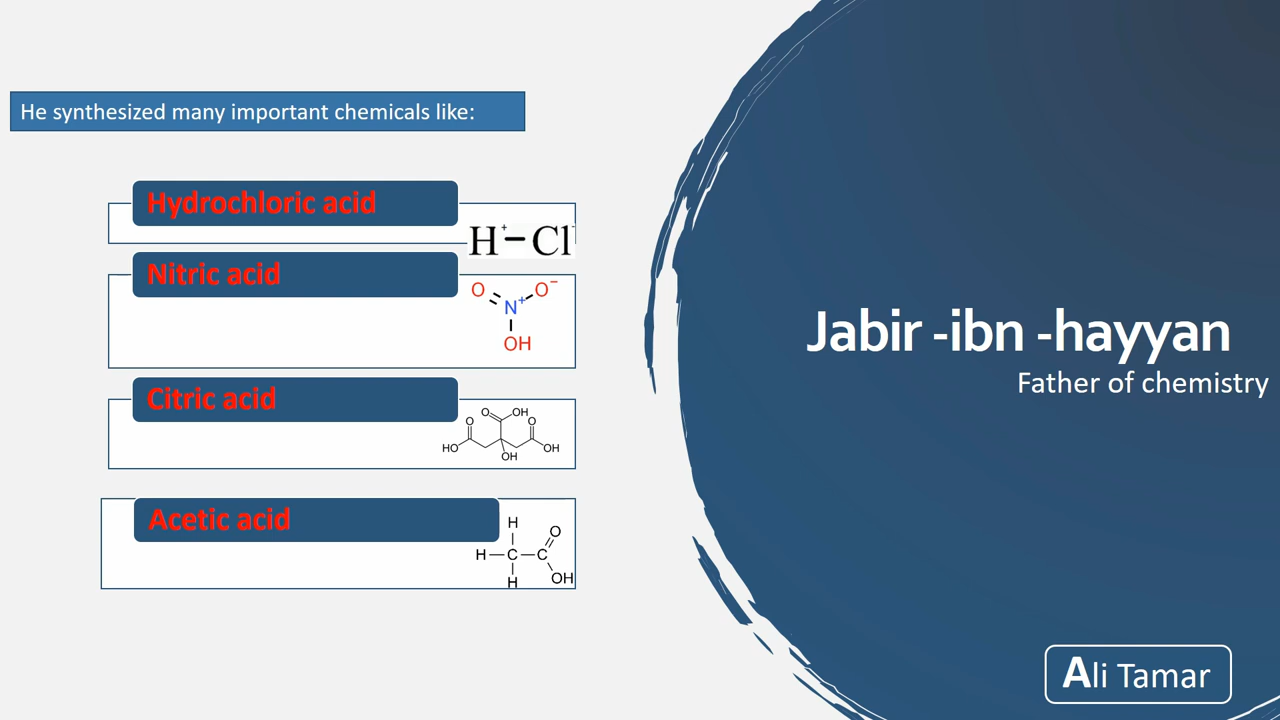 He synthesized many important chemicals like:
Hydrochloric acid
H⁺–Cl⁻
Nitric acid
O O⁻
N⁺
OH
Citric acid
O OH
O O
HO OH
OH
Acetic acid
H O
H C C
H OH
Jabir -ibn -hayyan
Father of chemistry
Ali Tamar